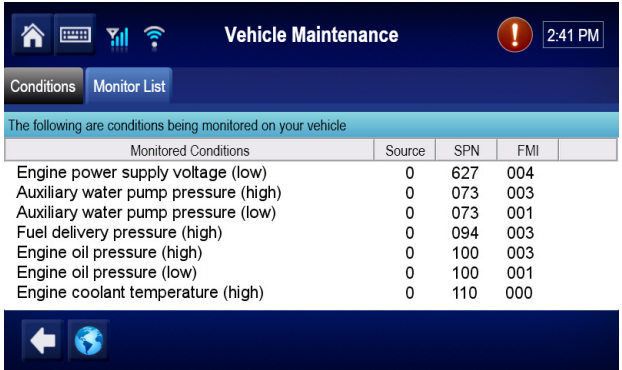 Vehicle Maintenance 2:41 PM
Conditions Monitor List
The following are conditions being monitored on your vehicle
Monitored Conditions Source SPN FMI
Engine power supply voltage (low) 0 627 004
Auxiliary water pump pressure (high) 0 073 003
Auxiliary water pump pressure (low) 0 073 001
Fuel delivery pressure (high) 0 094 003
Engine oil pressure (high) 0 100 003
Engine oil pressure (low) 0 100 001
Engine coolant temperature (high) 0 110 000